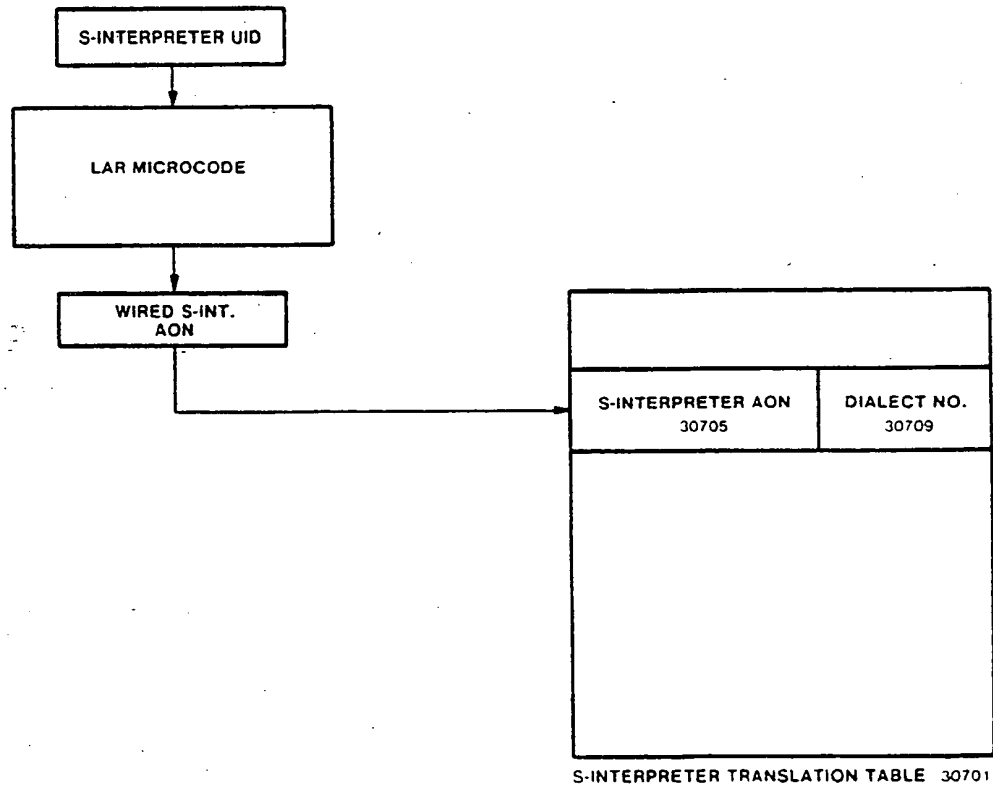 S-INTERPRETER UID
LAR MICROCODE
WIRED S-INT.
AON
S-INTERPRETER AON
30705
DIALECT NO.
30709
S-INTERPRETER TRANSLATION TABLE 30701